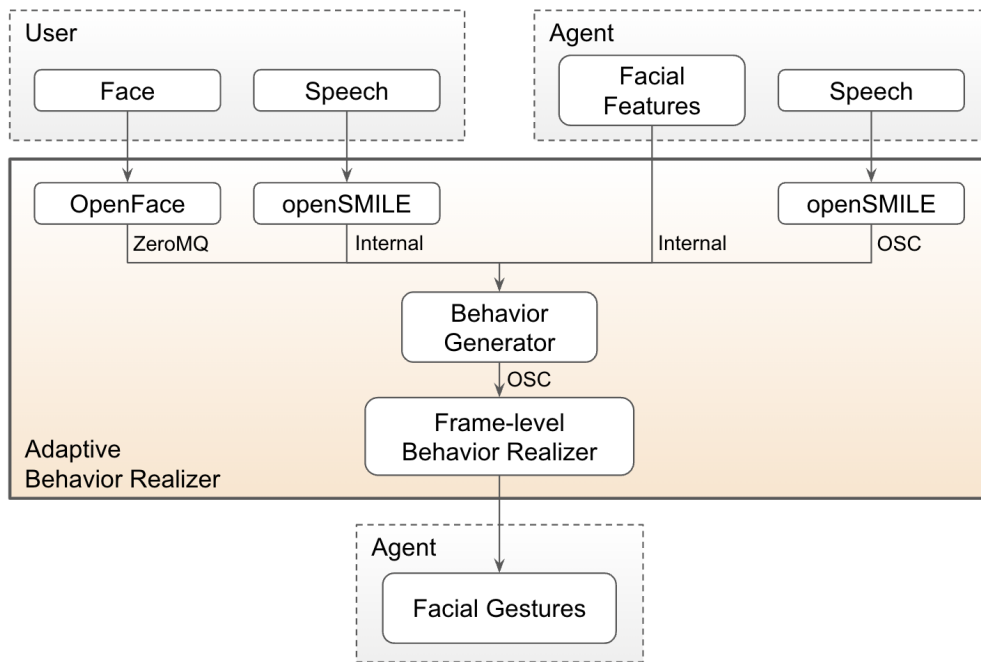 User
Agent
Face
Speech
Facial
Features
Speech
OpenFace
openSMILE
openSMILE
ZeroMQ
Internal
Internal
OSC
Behavior
Generator
OSC
Frame-level
Behavior Realizer
Adaptive
Behavior Realizer
Agent
Facial Gestures